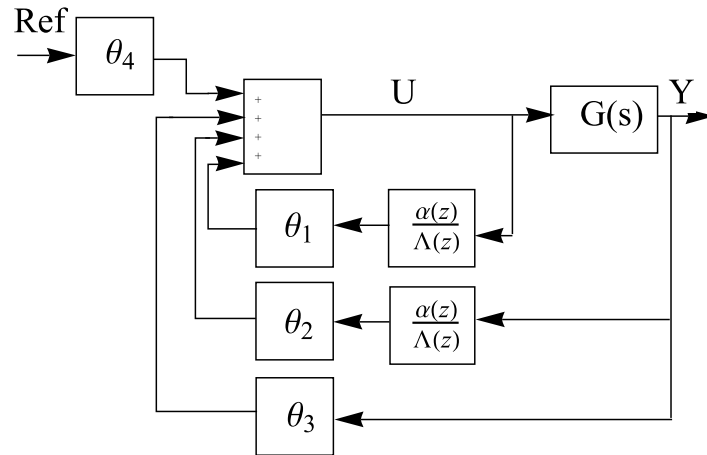 Ref
θ4
+
+
+
+
U
G(s)
Y
θ1
α(z)
Λ(z)
θ2
α(z)
Λ(z)
θ3